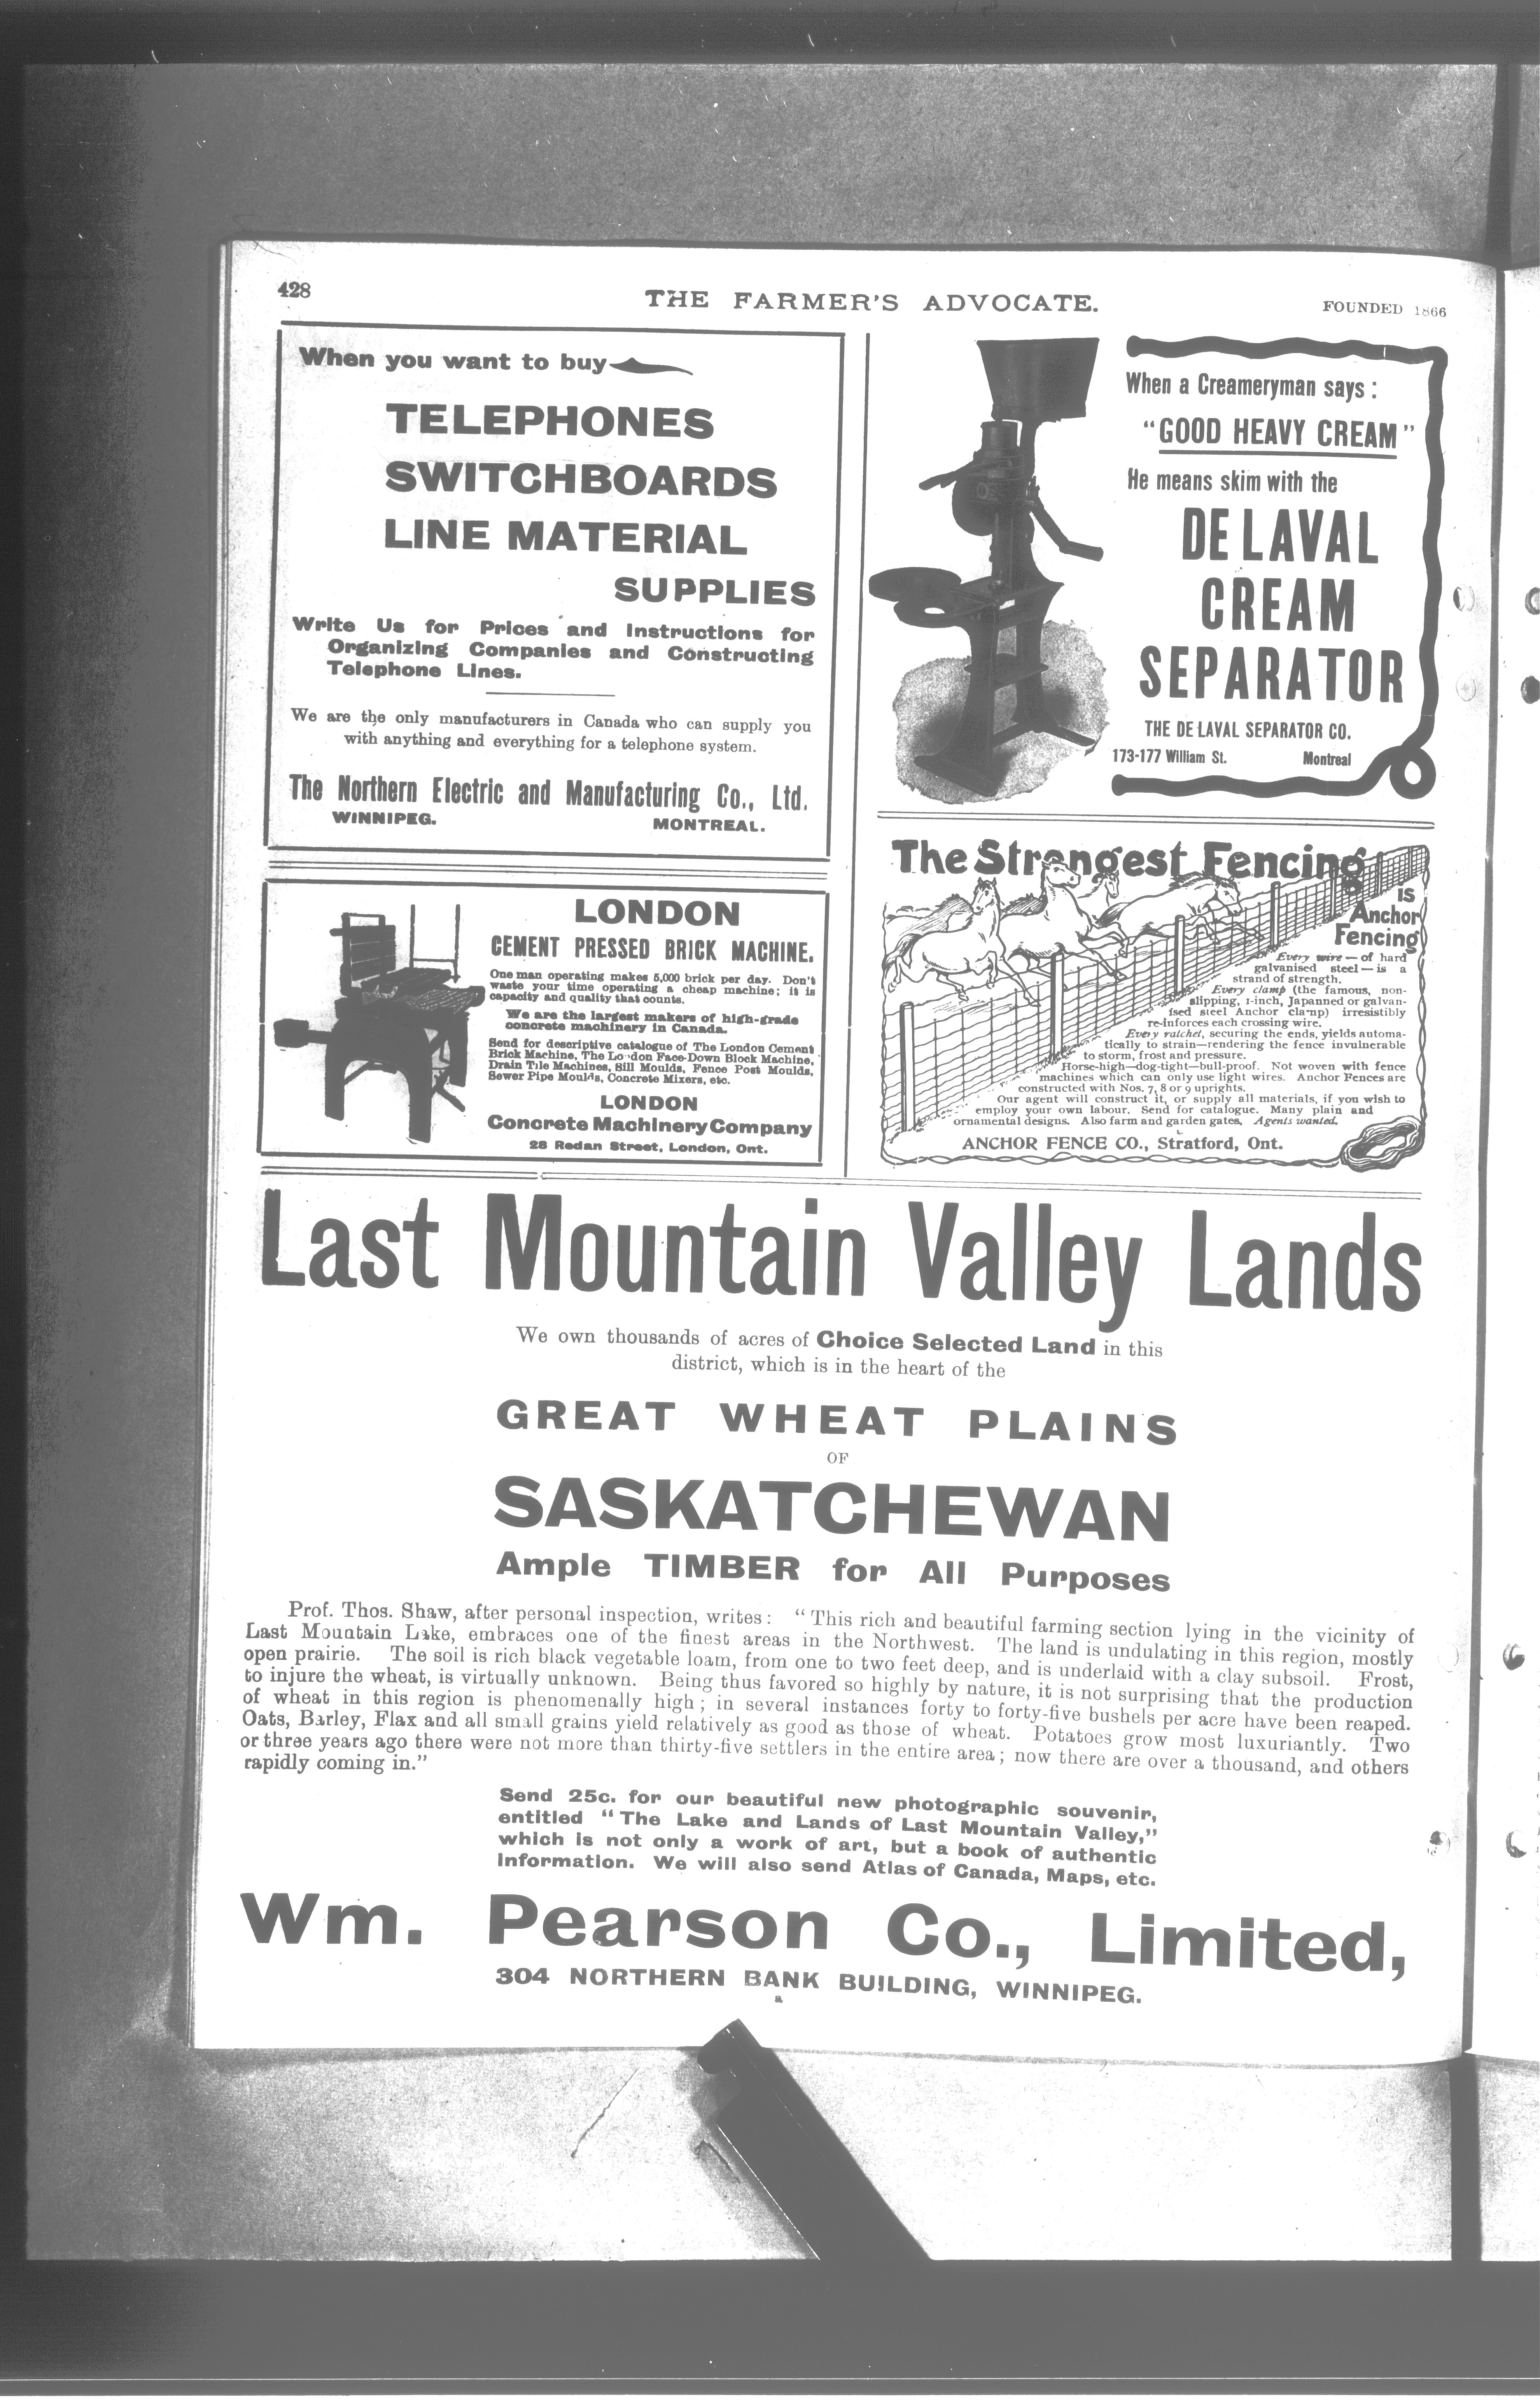 428
THE FARMER'S ADVOCATE.
FOUNDED 1866
When you want to buy
TELEPHONES
SWITCHBOARDS
LINE MATERIAL
SUPPLIES
Write Us for Prices and Instructions for
Organizing Companies and Constructing
Telephone Lines.
We are the only manufacturers in Canada who can supply you
with anything and everything for a telephone system.
The Northern Electric and Manufacturing Co., Ltd.
WINNIPEG. MONTREAL.
LONDON
CEMENT PRESSED BRICK MACHINE.
One man operating makes 5,000 brick per day. Don't
waste your time operating a cheap machine; it is
capacity and quality that counts.
We are the largest makers of high-grade
concrete machinery in Canada.
Send for descriptive catalogue of The London Cement
Brick Machine, The London Face-Down Block Machine,
Drain Tile Machines, Sill Moulds, Fence Post Moulds,
Sewer Pipe Moulds, Concrete Mixers, etc.
LONDON
Concrete Machinery Company
28 Redan Street, London, Ont.
When a Creameryman says:
"GOOD HEAVY CREAM"
He means skim with the
DE LAVAL
CREAM
SEPARATOR
THE DE LAVAL SEPARATOR CO.
173-177 William St. Montreal
The Strongest Fencing
is
Anchor
Fencing
Every wire—of hard
galvanised steel—is a
strand of strength.
Every clamp (the famous, non-
slipping, 1-inch, Japanned or galvan-
ised steel Anchor clamp) irresistibly
re-inforces each crossing wire.
Every ratchet, securing the ends, yields automa-
tically to strain—rendering the fence invulnerable
to storm, frost and pressure.
Horse-high—dog-tight—bull-proof. Not woven with fence
machines which can only use light wires. Anchor Fences are
constructed with Nos. 7, 8 or 9 uprights.
Our agent will construct it, or supply all materials, if you wish to
employ your own labour. Send for catalogue. Many plain and
ornamental designs. Also farm and garden gates. Agents wanted.
ANCHOR FENCE CO., Stratford, Ont.
Last Mountain Valley Lands
We own thousands of acres of Choice Selected Land in this
district, which is in the heart of the
GREAT WHEAT PLAINS
OF
SASKATCHEWAN
Ample TIMBER for All Purposes
Prof. Thos. Shaw, after personal inspection, writes: "This rich and beautiful farming section lying in the vicinity of
Last Mountain Lake, embraces one of the finest areas in the Northwest. The land is undulating in this region, mostly
open prairie. The soil is rich black vegetable loam, from one to two feet deep, and is underlaid with a clay subsoil. Frost,
to injure the wheat, is virtually unknown. Being thus favored so highly by nature, it is not surprising that the production
of wheat in this region is phenomenally high; in several instances forty to forty-five bushels per acre have been reaped.
Oats, Barley, Flax and all small grains yield relatively as good as those of wheat. Potatoes grow most luxuriantly. Two
or three years ago there were not more than thirty-five settlers in the entire area; now there are over a thousand, and others
rapidly coming in."
Send 25c. for our beautiful new photographic souvenir,
entitled "The Lake and Lands of Last Mountain Valley,"
which is not only a work of art, but a book of authentic
information. We will also send Atlas of Canada, Maps, etc.
Wm. Pearson Co., Limited,
304 NORTHERN BANK BUILDING, WINNIPEG.